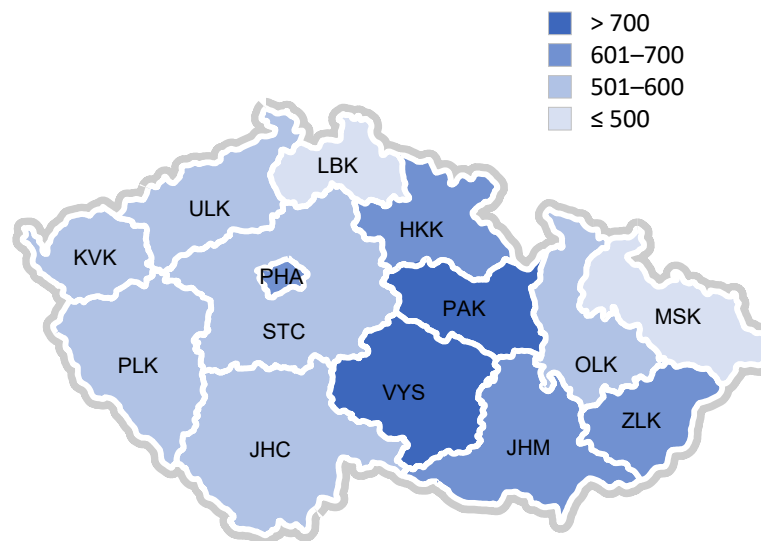 > 700
601–700
501–600
≤ 500
LBK
ULK
HKK
KVK
PHA
PAK
MSK
STC
PLK
OLK
VYS
ZLK
JHC
JHM